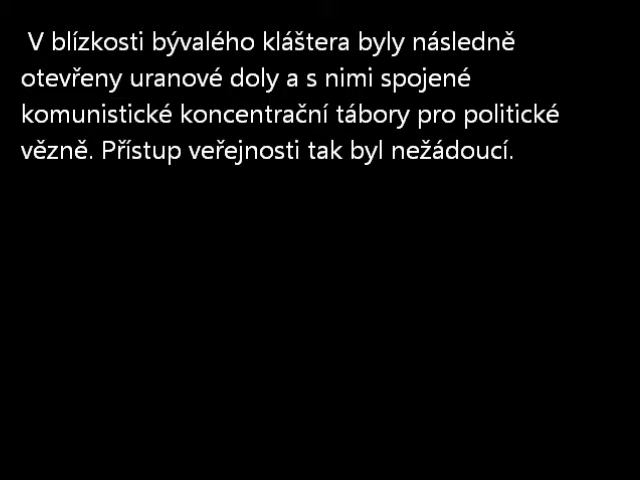 V blízkosti bývalého kláštera byly následně
otevřeny uranové doly a s nimi spojené
komunistické koncentrační tábory pro politické
vězně. Přístup veřejnosti tak byl nežádoucí.